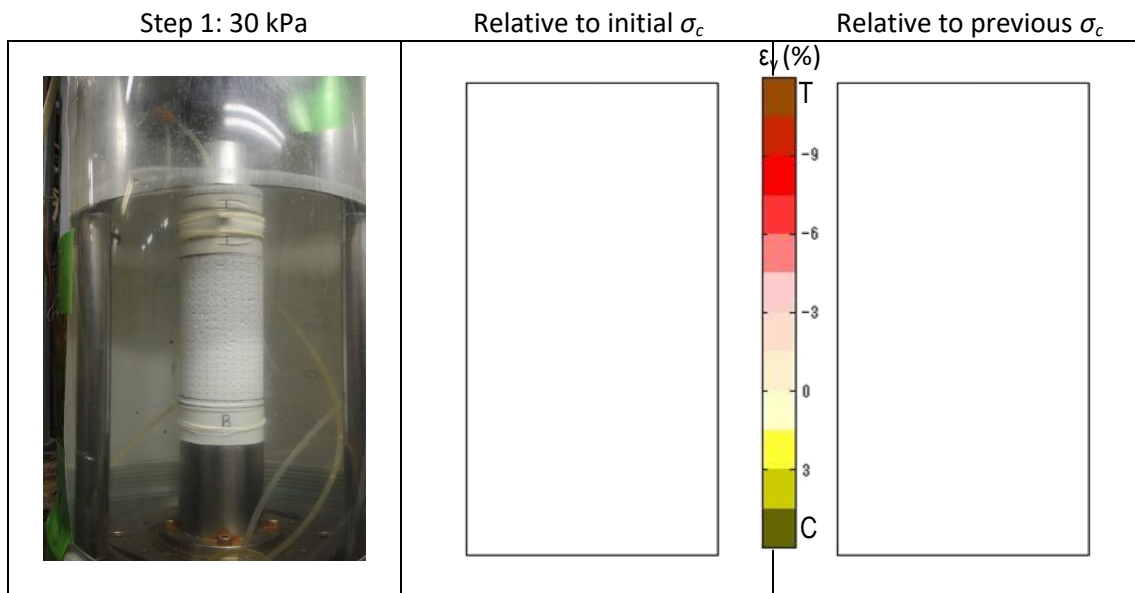 Step 1: 30 kPa
Relative to initial σc
Relative to previous σc
εv (%)
T
-9
-6
-3
0
3
C
B